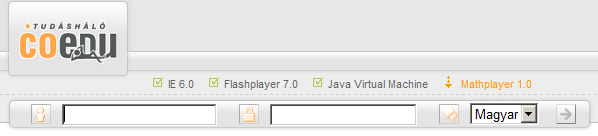 TUDÁSHÁLÓ
coedu
IE 6.0 Flashplayer 7.0 Java Virtual Machine Mathplayer 1.0
Magyar